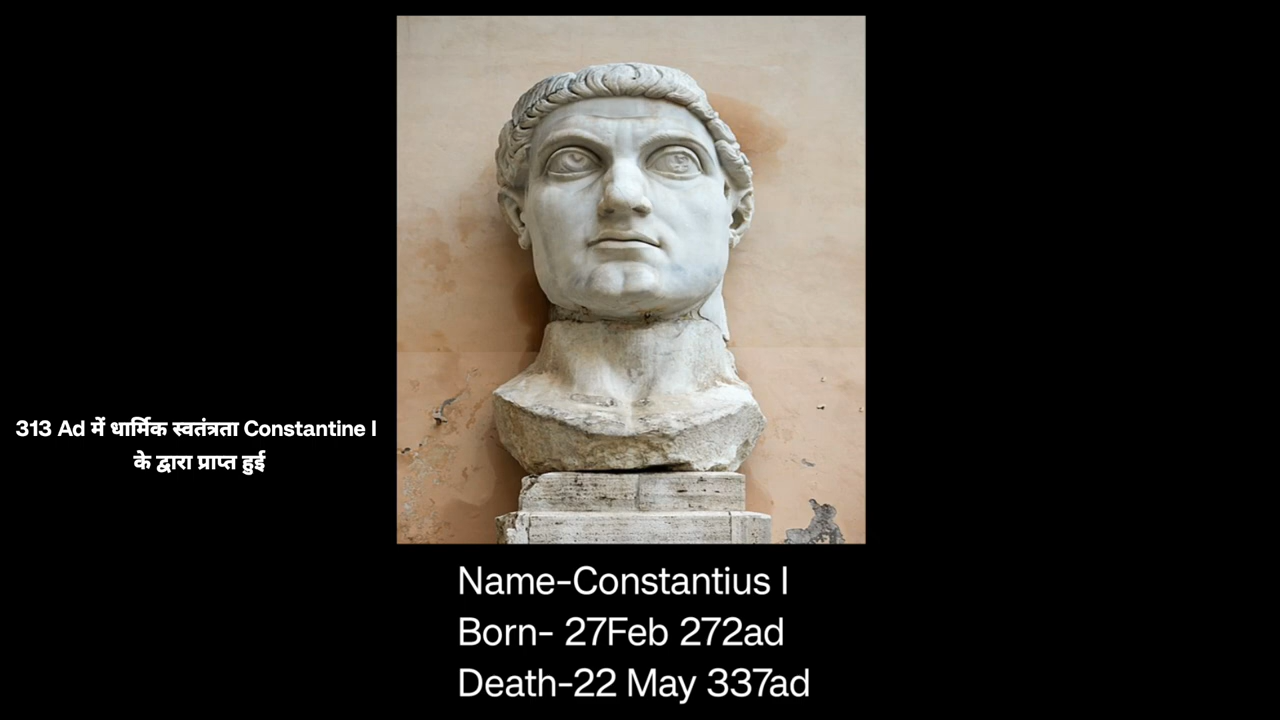 313 Ad में धार्मिक स्वतंत्रता Constantine I
के द्वारा प्राप्त हुई
Name-Constantius I
Born- 27Feb 272ad
Death-22 May 337ad